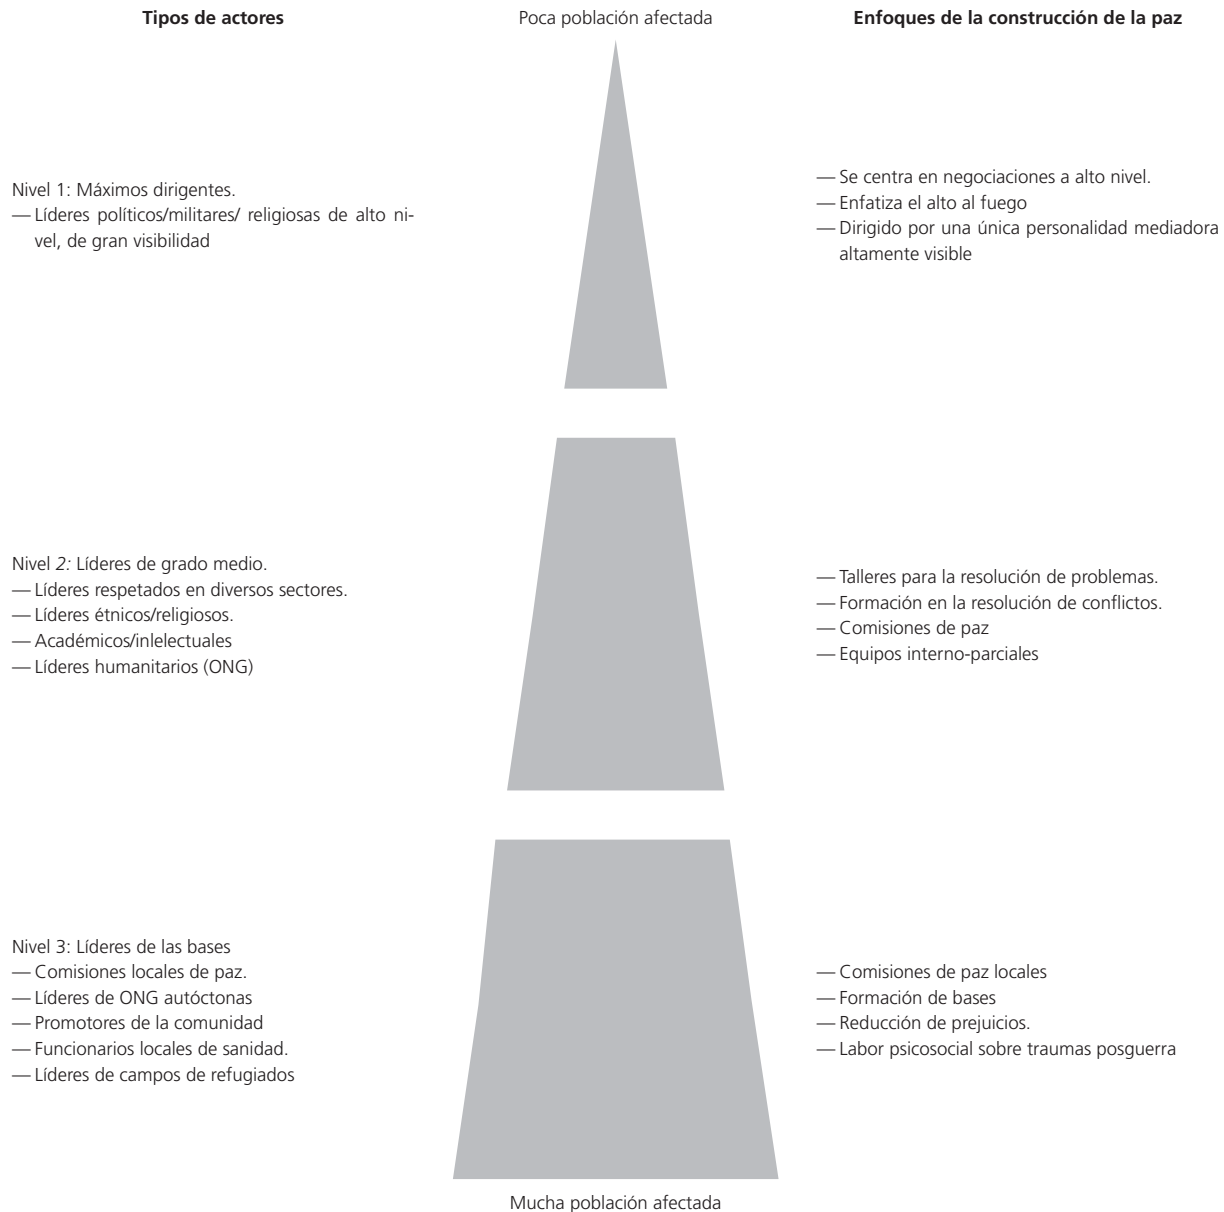 Tipos de actores
Poca población afectada
Enfoques de la construcción de la paz
Nivel 1: Máximos dirigentes.
— Líderes políticos/militares/ religiosas de alto ni-
vel, de gran visibilidad
— Se centra en negociaciones a alto nivel.
— Enfatiza el alto al fuego
— Dirigido por una única personalidad mediadora
altamente visible
Nivel 2: Líderes de grado medio.
— Líderes respetados en diversos sectores.
— Líderes étnicos/religiosos.
— Académicos/inlelectuales
— Líderes humanitarios (ONG)
— Talleres para la resolución de problemas.
— Formación en la resolución de conflictos.
— Comisiones de paz
— Equipos interno-parciales
Nivel 3: Líderes de las bases
— Comisiones locales de paz.
— Líderes de ONG autóctonas
— Promotores de la comunidad
— Funcionarios locales de sanidad.
— Líderes de campos de refugiados
— Comisiones de paz locales
— Formación de bases
— Reducción de prejuicios.
— Labor psicosocial sobre traumas posguerra
Mucha población afectada